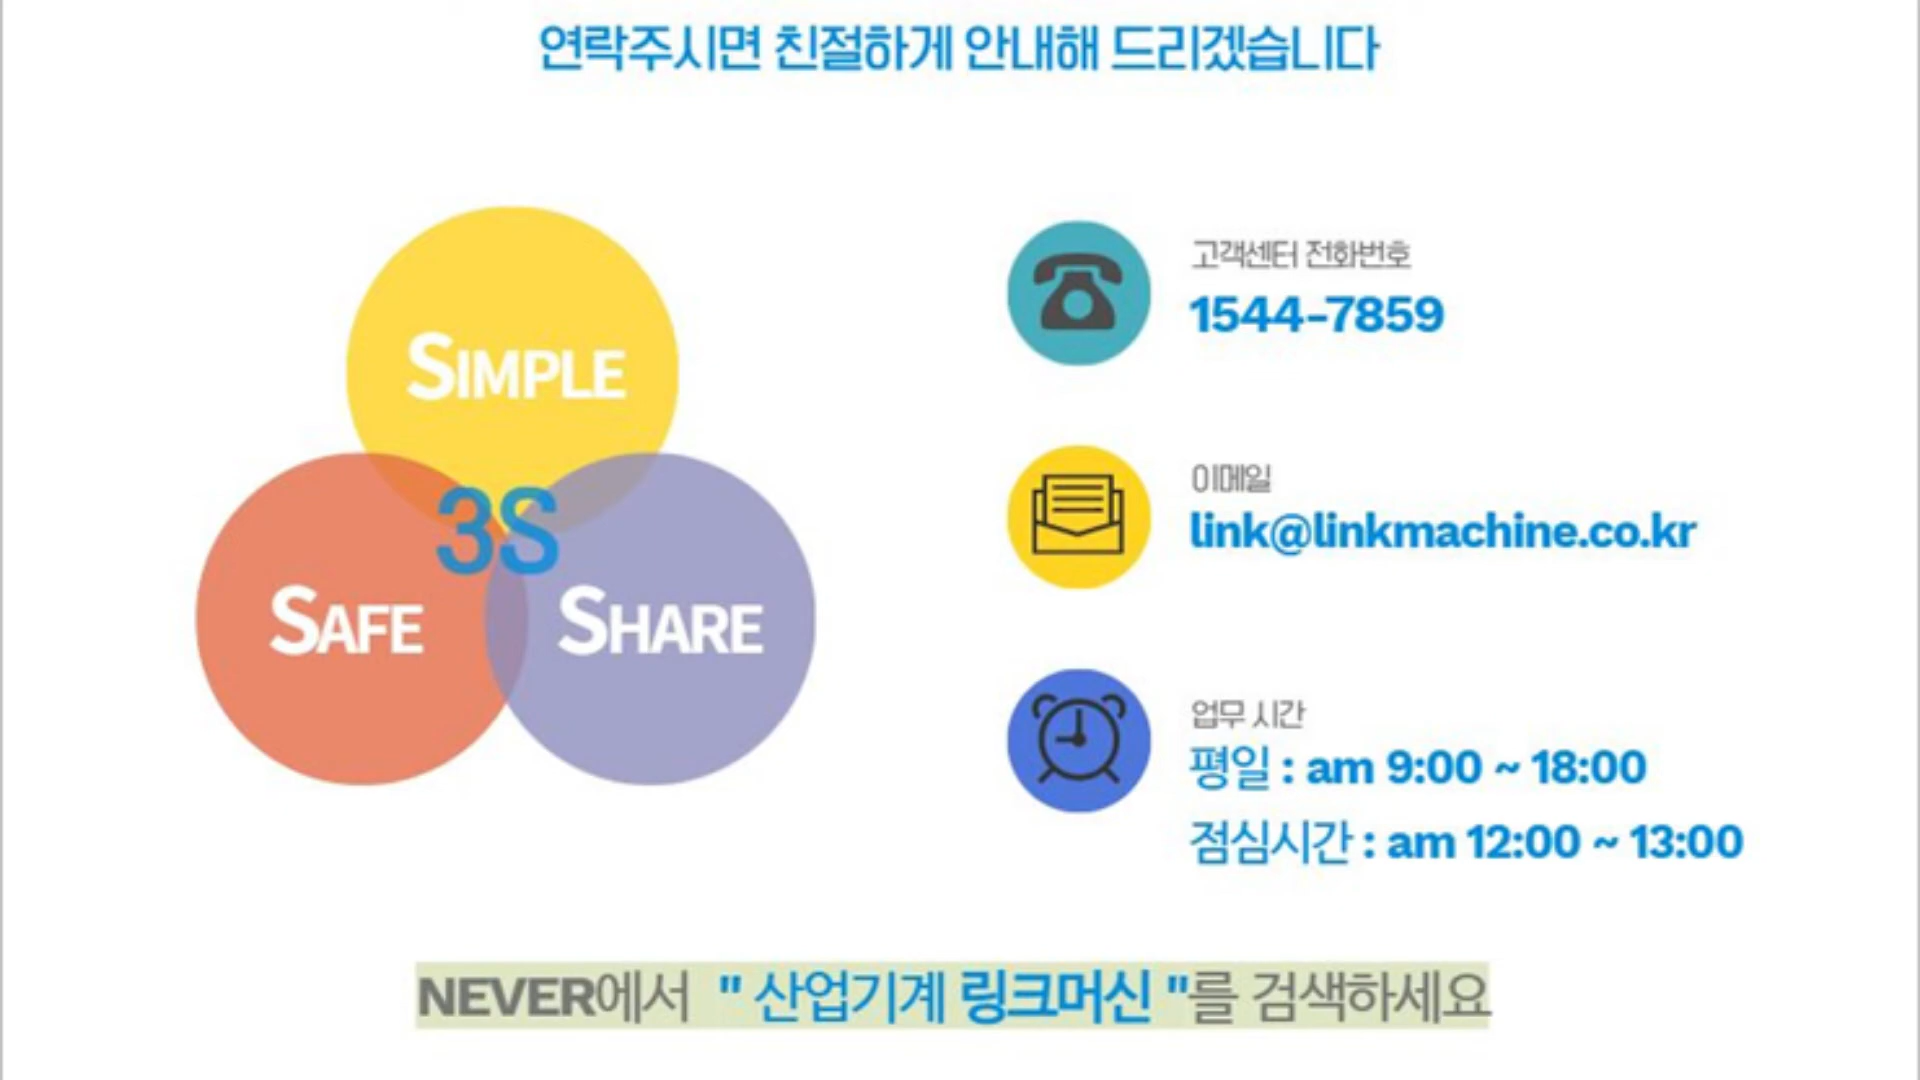 연락주시면 친절하게 안내해 드리겠습니다
SIMPLE
3S
SAFE
SHARE
고객센터 전화번호
1544-7859
이메일
link@linkmachine.co.kr
업무 시간
평일 : am 9:00 ~ 18:00
점심시간 : am 12:00 ~ 13:00
NEVER에서 " 산업기계 링크머신 "를 검색하세요